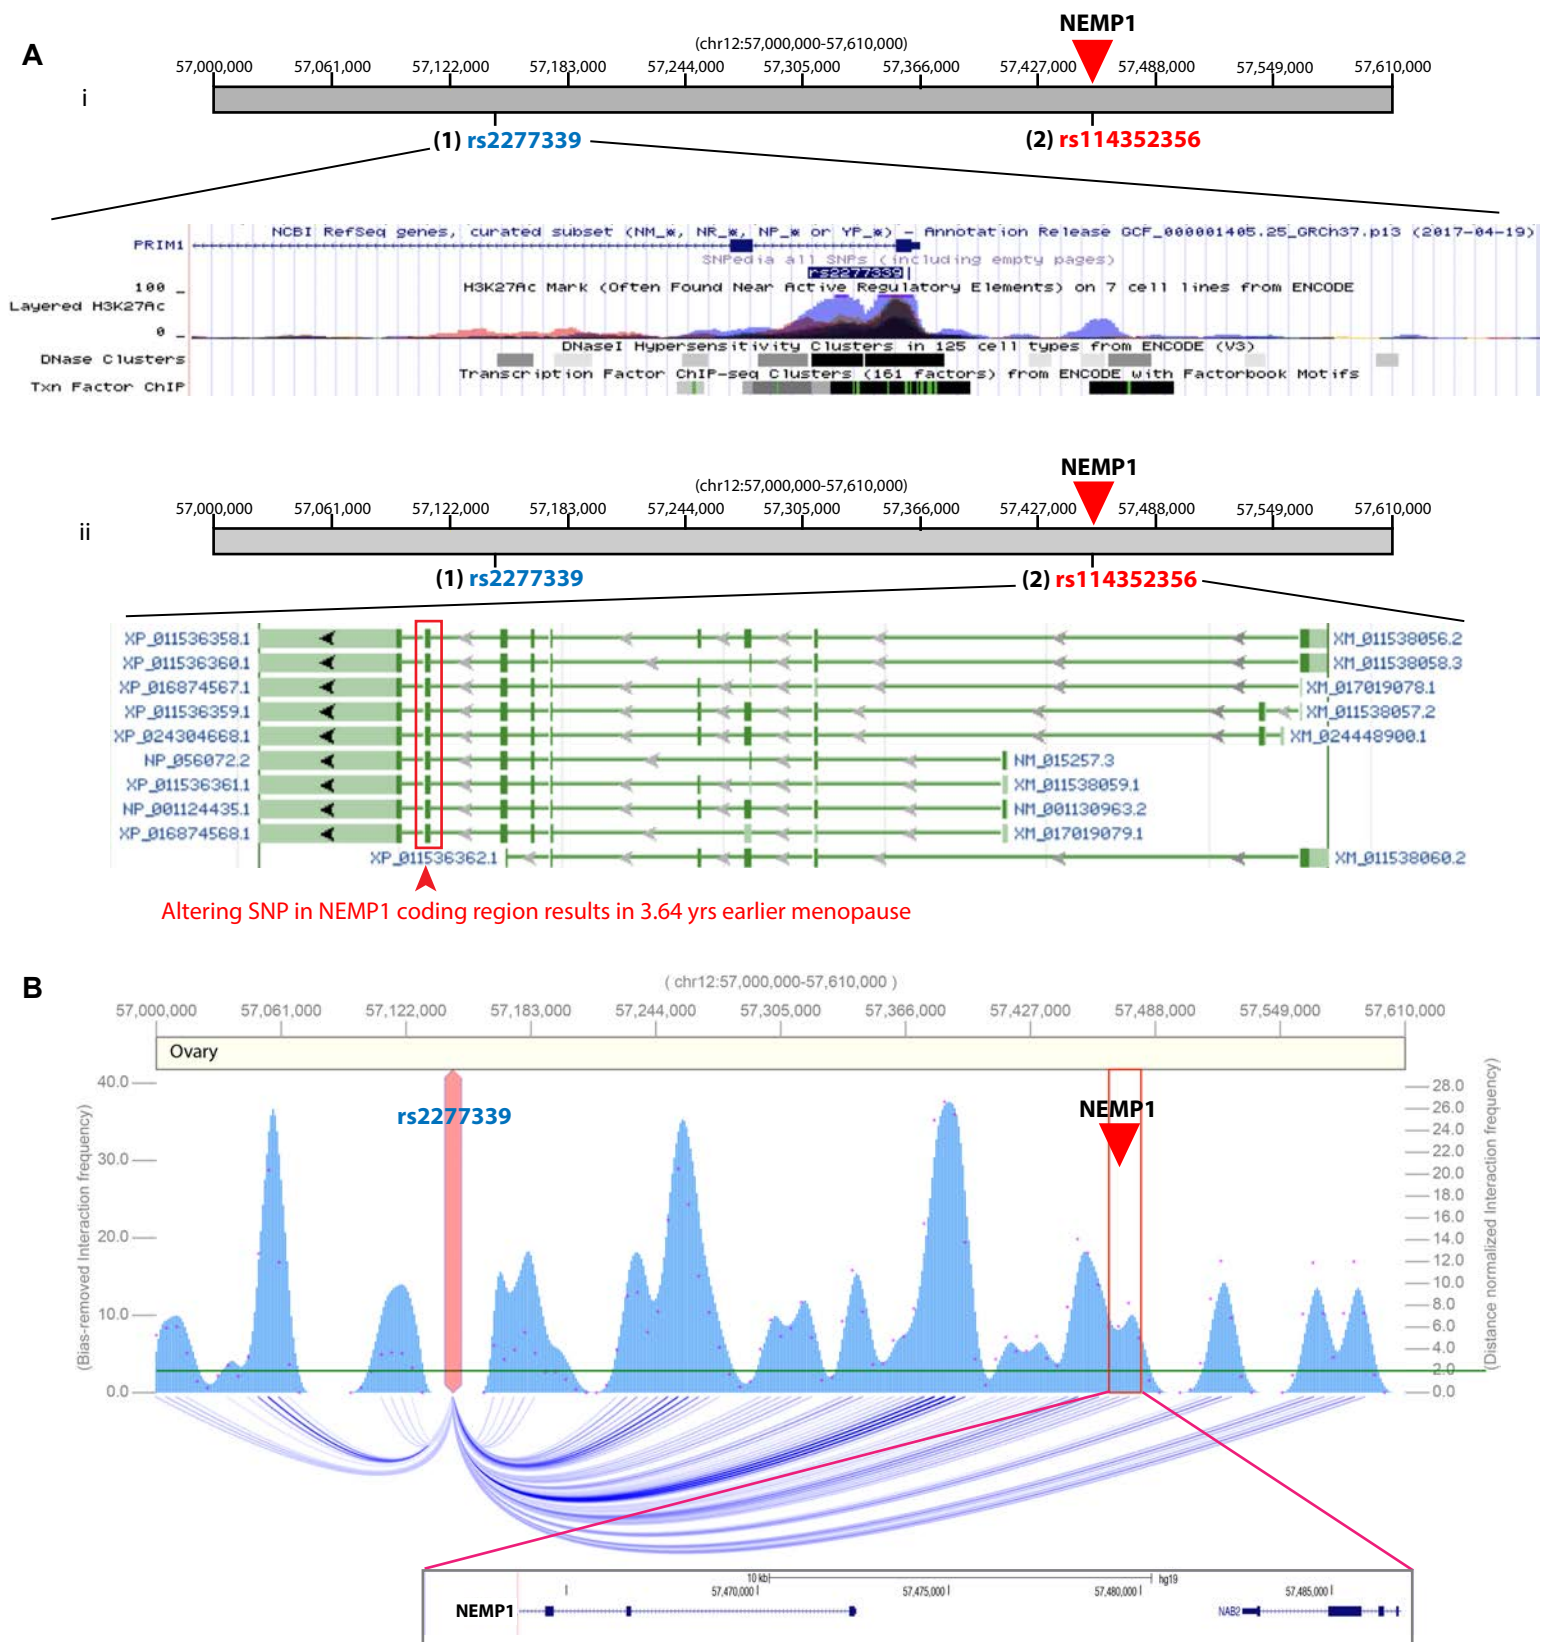 A
NEMP1
(chr12:57,000,000-57,610,000)
57,000,000 57,061,000 57,122,000 57,183,000 57,244,000 57,305,000 57,366,000 57,427,000 57,488,000 57,549,000 57,610,000
i
(1) rs2277339 (2) rs114352356
NCBI RefSeq genes, curated subset (NM_*, NR_*, NP_* or YP_*) - Annotation Release GCF_000001405.25_GRCh37.p13 (2017-04-19)
PRIM1
SNPedia all SNPs (including empty pages)
rs2277339
100 _ H3K27Ac Mark (Often Found Near Active Regulatory Elements) on 7 cell lines from ENCODE
Layered H3K27Ac
0 _
DNaseI Hypersensitivity Clusters in 125 cell types from ENCODE (V3)
DNase Clusters
Transcription Factor ChIP-seq Clusters (161 factors) from ENCODE with Factorbook Motifs
Txn Factor ChIP
NEMP1
(chr12:57,000,000-57,610,000)
57,000,000 57,061,000 57,122,000 57,183,000 57,244,000 57,305,000 57,366,000 57,427,000 57,488,000 57,549,000 57,610,000
ii
(1) rs2277339 (2) rs114352356
XP_011536358.1 XM_011538056.2
XP_011536360.1 XM_011538058.3
XP_016874567.1 XM_017019078.1
XP_011536359.1 XM_011538057.2
XP_024304668.1 XM_024448900.1
NP_056072.2 NM_015257.3
XP_011536361.1 XM_011538059.1
NP_001124435.1 NM_001130963.2
XP_016874568.1 XM_017019079.1
XP_011536362.1 XM_011538060.2
Altering SNP in NEMP1 coding region results in 3.64 yrs earlier menopause
B
( chr12:57,000,000-57,610,000 )
57,000,000 57,061,000 57,122,000 57,183,000 57,244,000 57,305,000 57,366,000 57,427,000 57,488,000 57,549,000 57,610,000
Ovary
(Bias-removed Interaction frequency)
40.0
30.0
20.0
10.0
0.0
rs2277339
NEMP1
28.0
26.0
24.0
22.0
20.0
18.0
16.0
14.0
12.0
10.0
8.0
6.0
4.0
2.0
0.0
(Distance normalized Interaction frequency)
10 kb hg19
57,470,000 57,475,000 57,480,000 57,485,000
NEMP1 NAB2